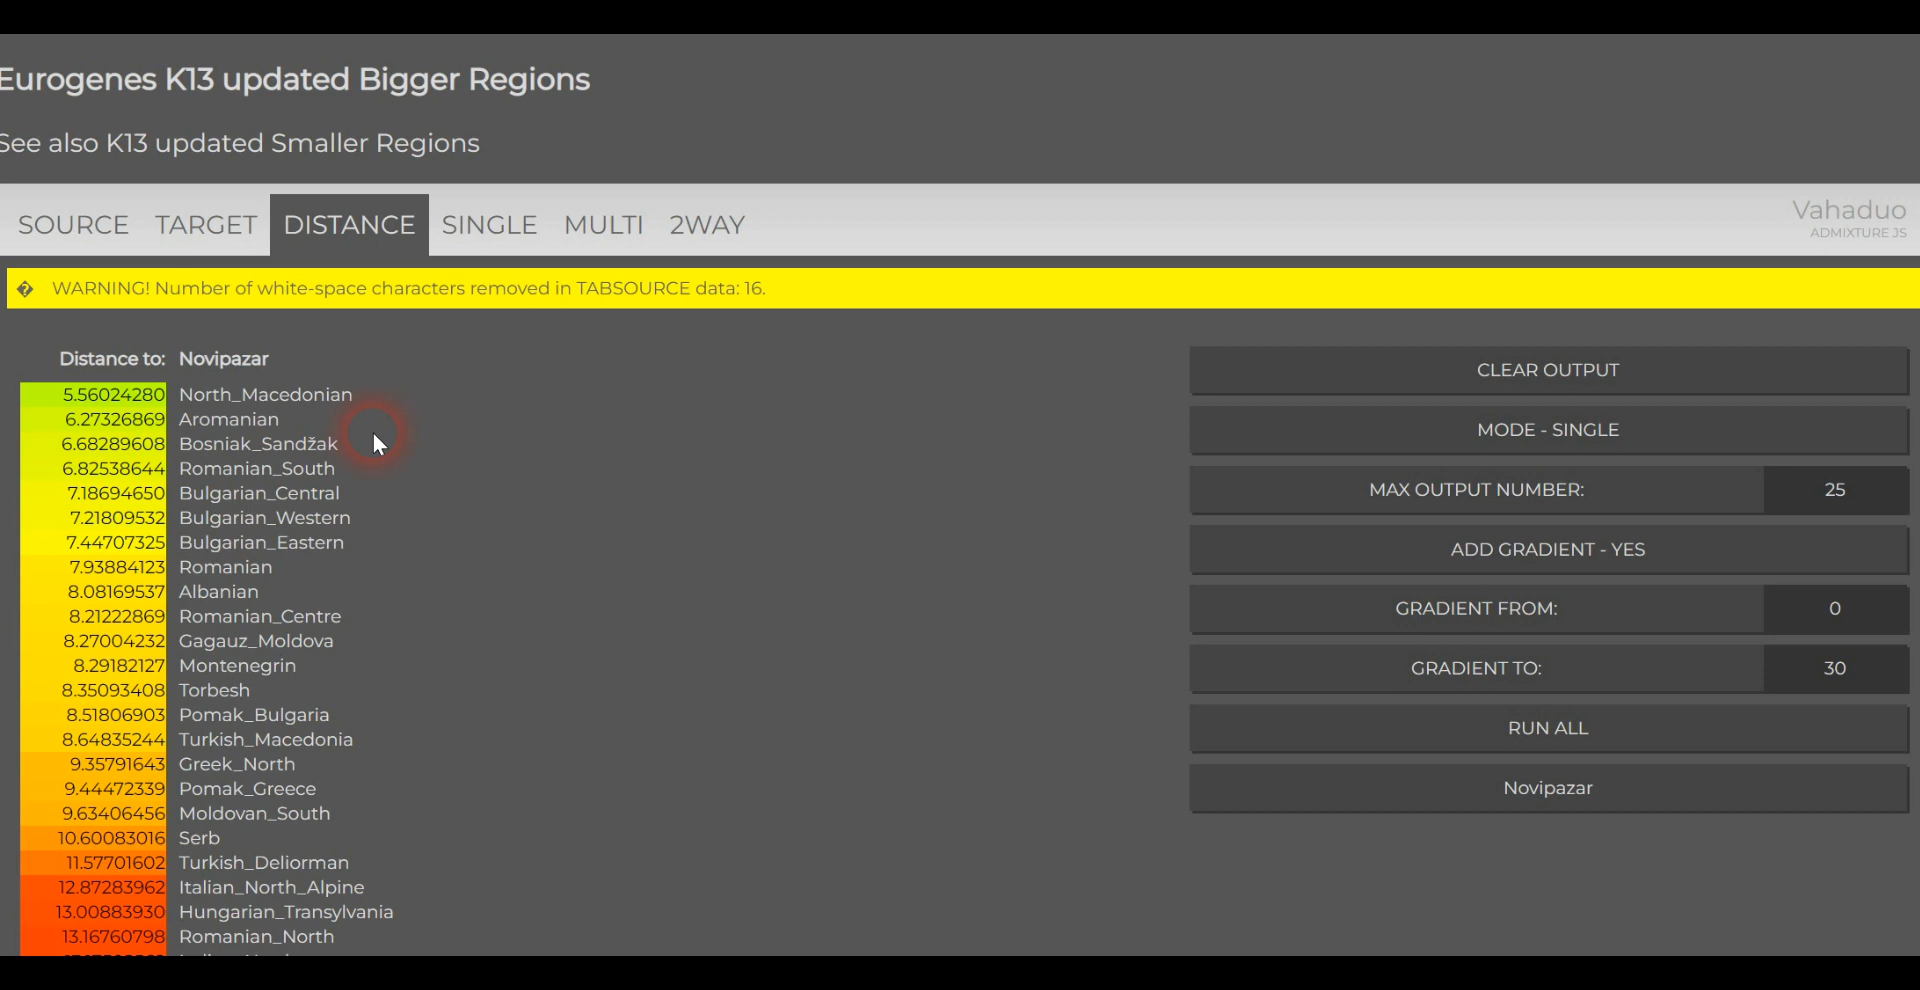 Eurogenes K13 updated Bigger Regions
See also K13 updated Smaller Regions
SOURCE TARGET DISTANCE SINGLE MULTI 2WAY
Vahaduo
ADMIXTURE JS
WARNING! Number of white-space characters removed in TABSOURCE data: 16.
Distance to: Novipazar
5.56024280 North_Macedonian
6.27326869 Aromanian
6.68289608 Bosniak_Sandžak
6.82538644 Romanian_South
7.18694650 Bulgarian_Central
7.21809532 Bulgarian_Western
7.44707325 Bulgarian_Eastern
7.93884123 Romanian
8.08169537 Albanian
8.21222869 Romanian_Centre
8.27004232 Gagauz_Moldova
8.29182127 Montenegrin
8.35093408 Torbesh
8.51806903 Pomak_Bulgaria
8.64835244 Turkish_Macedonia
9.35791643 Greek_North
9.44472339 Pomak_Greece
9.63406456 Moldovan_South
10.60083016 Serb
11.57701602 Turkish_Deliorman
12.87283962 Italian_North_Alpine
13.00883930 Hungarian_Transylvania
13.16760798 Romanian_North
CLEAR OUTPUT
MODE - SINGLE
MAX OUTPUT NUMBER: 25
ADD GRADIENT - YES
GRADIENT FROM: 0
GRADIENT TO: 30
RUN ALL
Novipazar